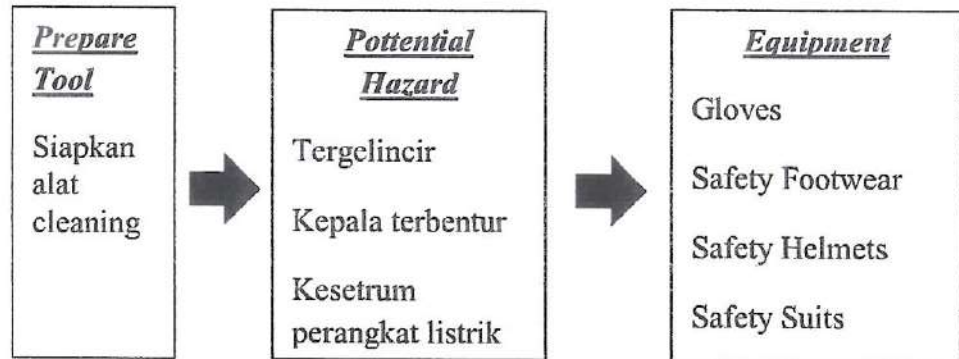 Prepare
Tool
Siapkan
alat
cleaning
Pottential
Hazard
Tergelincir
Kepala terbentur
Kesetrum
perangkat listrik
Equipment
Gloves
Safety Footwear
Safety Helmets
Safety Suits